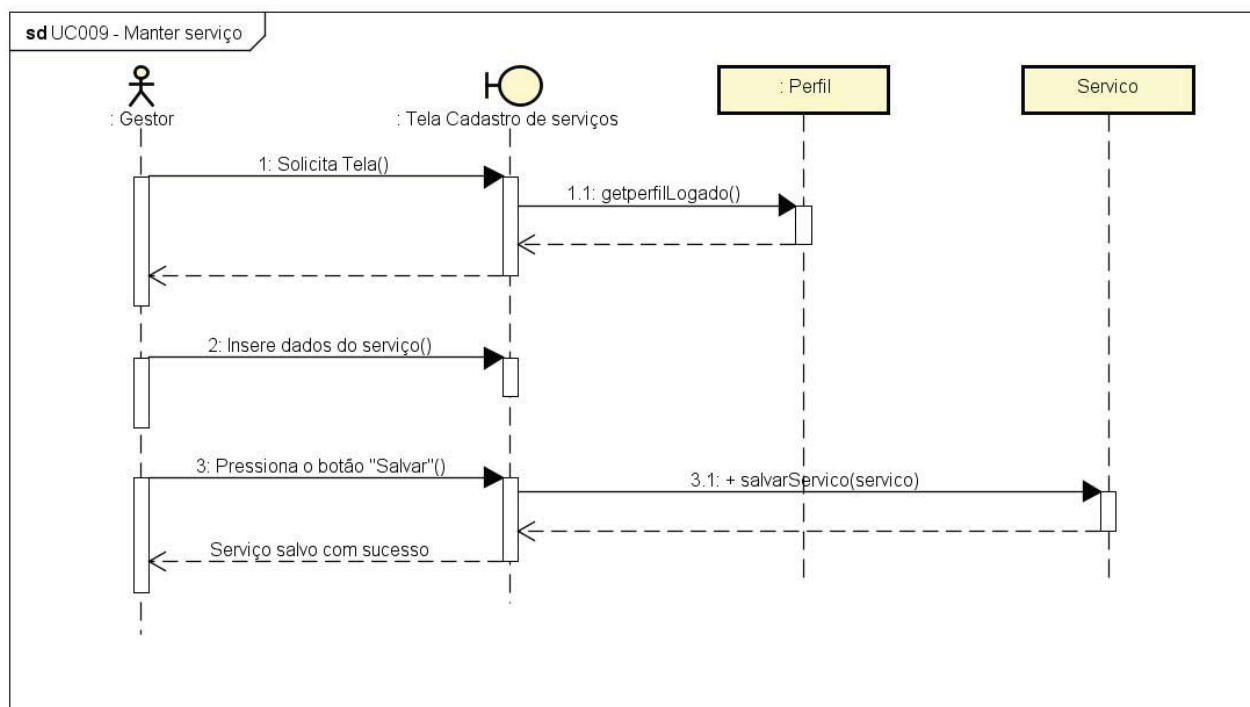 sd UC009 - Manter serviço
: Gestor
: Tela Cadastro de serviços
: Perfil
Servico
1: Solicita Tela()
1.1: getperfilLogado()
2: Insere dados do serviço()
3: Pressiona o botão "Salvar"()
3.1: + salvarServico(servico)
Serviço salvo com sucesso